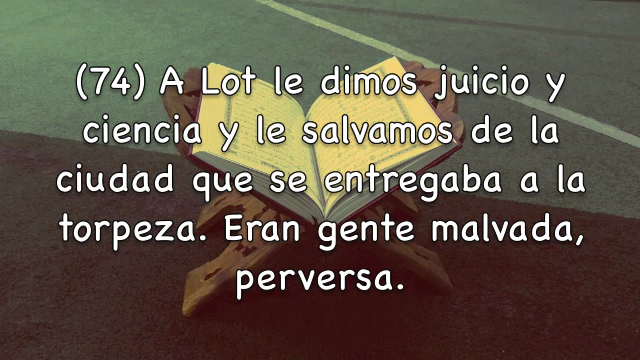 (74) A Lot le dimos juicio y
ciencia y le salvamos de la
ciudad que se entregaba a la
torpeza. Eran gente malvada,
perversa.